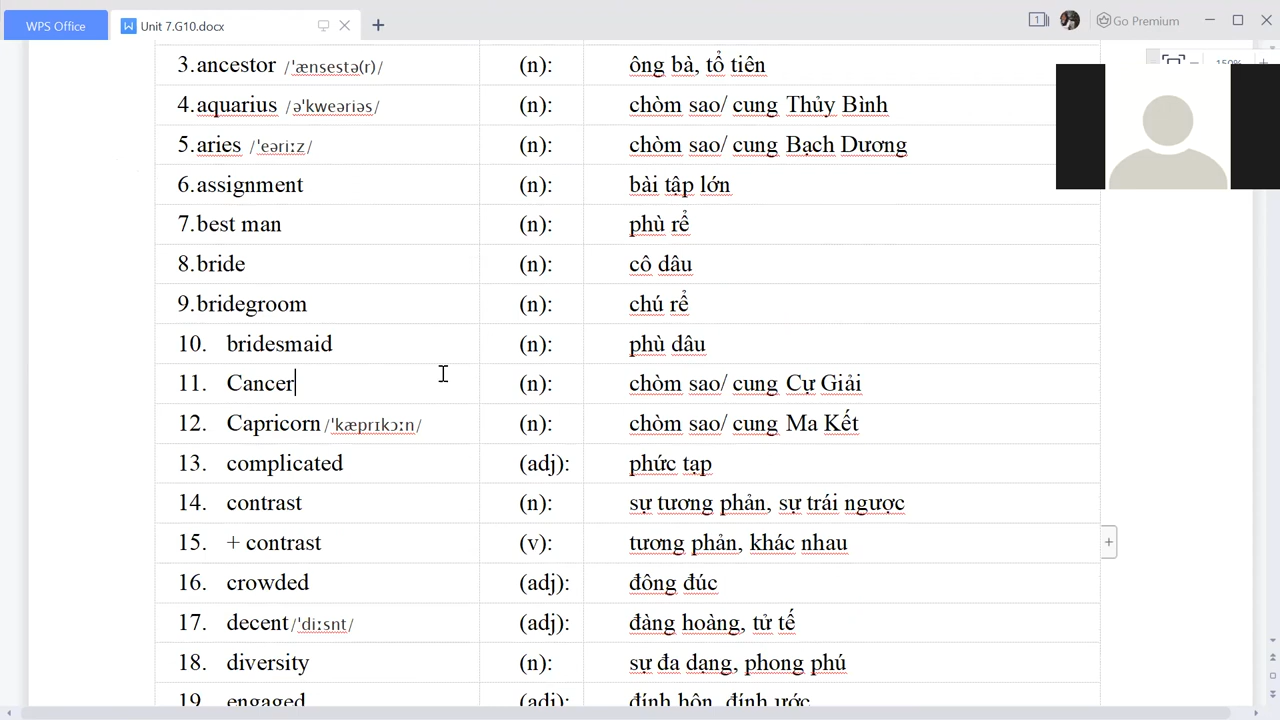 WPS Office
Unit 7.G10.docx
1
Go Premium
150%
3. ancestor /ˈænsestə(r)/ (n): ông bà, tổ tiên
4. aquarius /əˈkweəriəs/ (n): chòm sao/ cung Thủy Bình
5. aries /ˈeəriːz/ (n): chòm sao/ cung Bạch Dương
6. assignment (n): bài tập lớn
7. best man (n): phù rể
8. bride (n): cô dâu
9. bridegroom (n): chú rể
10. bridesmaid (n): phù dâu
11. Cancer (n): chòm sao/ cung Cự Giải
12. Capricorn /ˈkæprɪkɔːn/ (n): chòm sao/ cung Ma Kết
13. complicated (adj): phức tạp
14. contrast (n): sự tương phản, sự trái ngược
15. + contrast (v): tương phản, khác nhau
16. crowded (adj): đông đúc
17. decent /ˈdiːsnt/ (adj): đàng hoàng, tử tế
18. diversity (n): sự đa dạng, phong phú
19. engaged (adj): đính hôn, đính ước